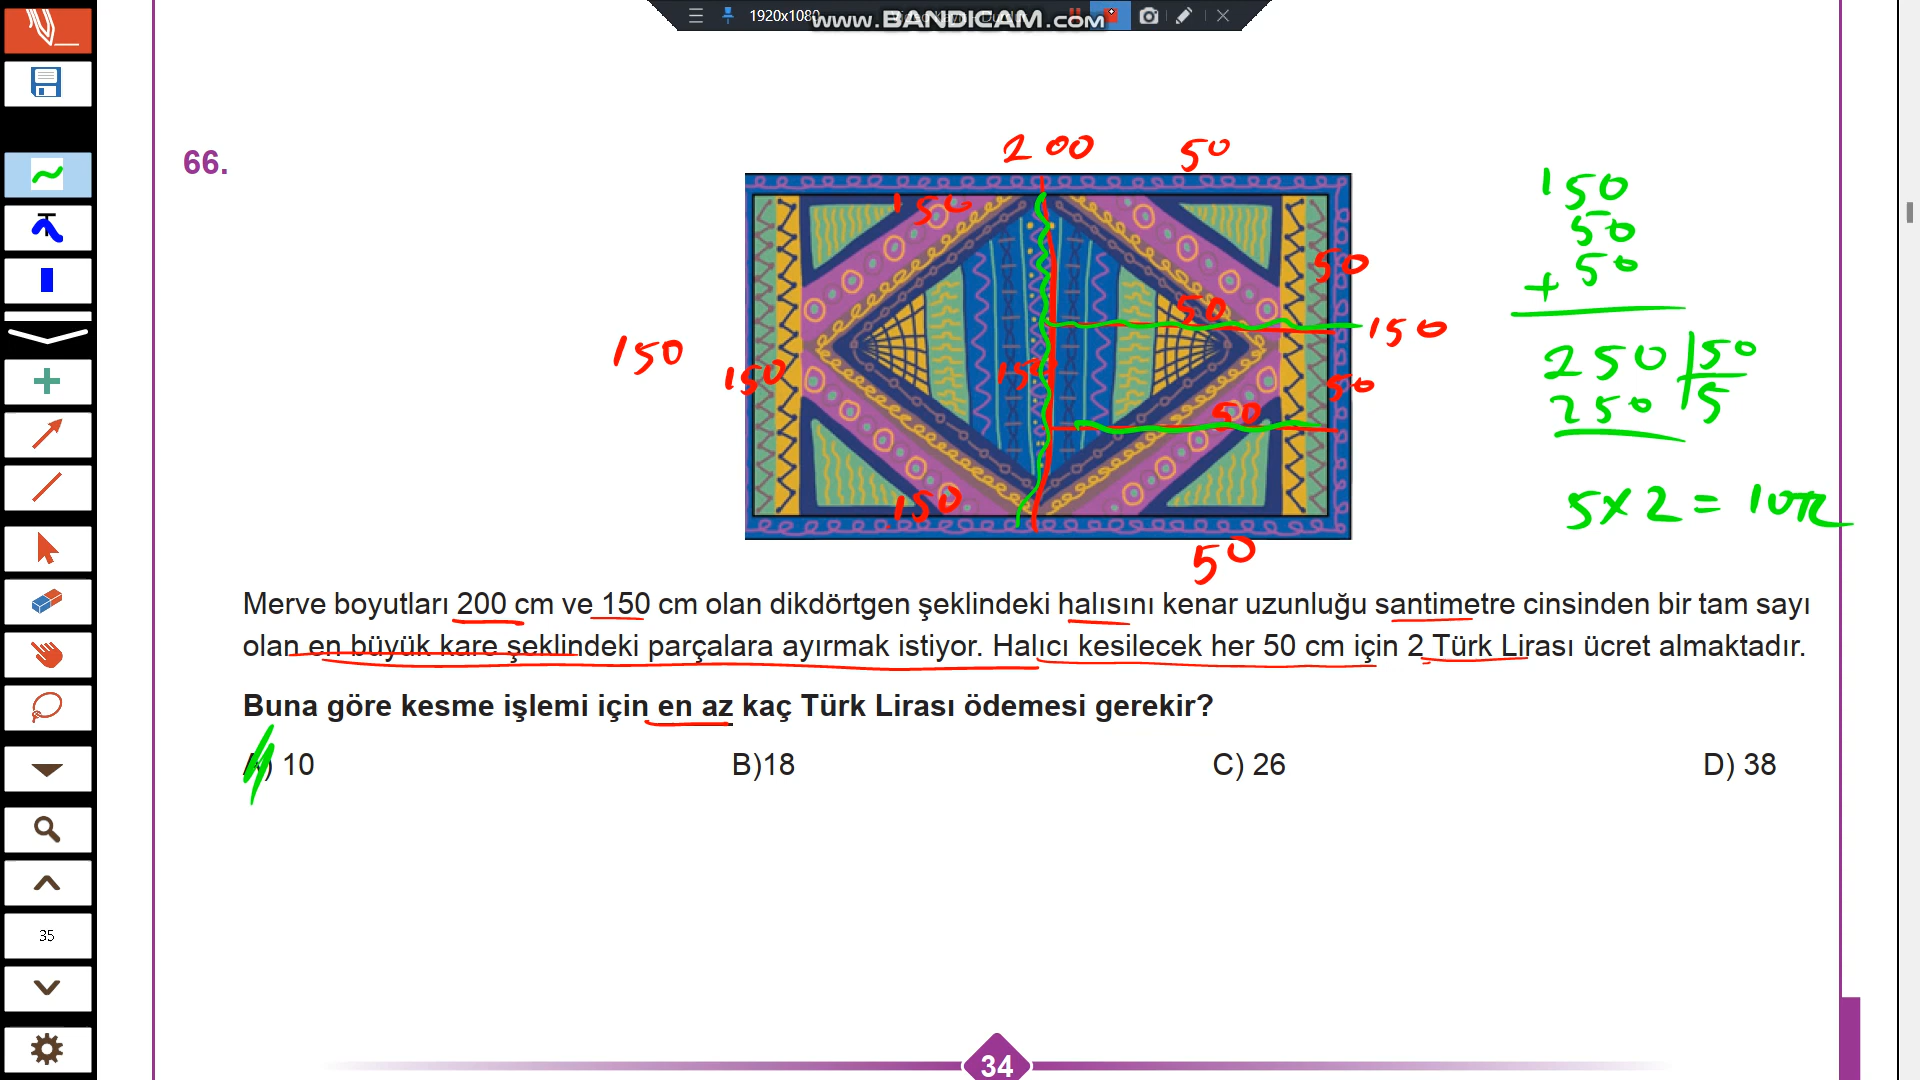 1920x1080
www.BANDICAM.com
66.
200
50
150
50
50
150
150
150
150
50
50
50
150
50
150
50
+ 50
250 | 50
250 5
5 x 2 = 10 TL
Merve boyutları 200 cm ve 150 cm olan dikdörtgen şeklindeki halısını kenar uzunluğu santimetre cinsinden bir tam sayı
olan en büyük kare şeklindeki parçalara ayırmak istiyor. Halıcı kesilecek her 50 cm için 2 Türk Lirası ücret almaktadır.
Buna göre kesme işlemi için en az kaç Türk Lirası ödemesi gerekir?
A) 10 B)18 C) 26 D) 38
35
34